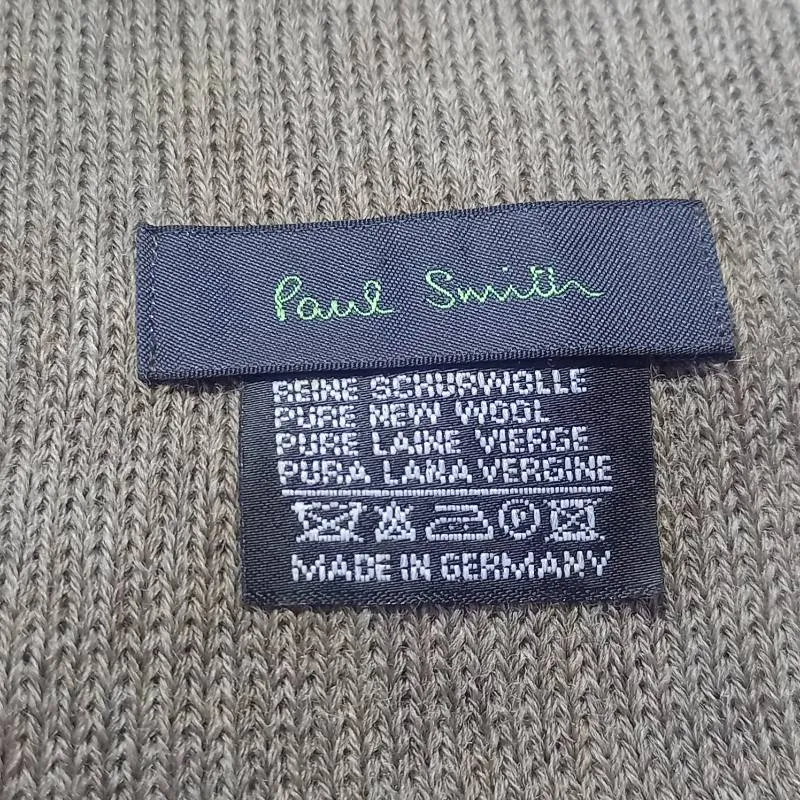 Paul Smith
REINE SCHURWOLLE
PURE NEW WOOL
PURE LAINE VIERGE
PURA LANA VERGINE
P
MADE IN GERMANY